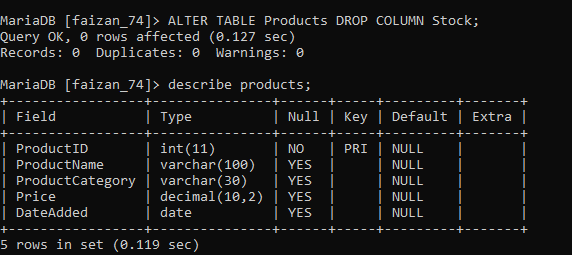 MariaDB [faizan_74]> ALTER TABLE Products DROP COLUMN Stock;
Query OK, 0 rows affected (0.127 sec)
Records: 0  Duplicates: 0  Warnings: 0

MariaDB [faizan_74]> describe products;
+-----------------+---------------+------+-----+---------+-------+
| Field           | Type          | Null | Key | Default | Extra |
+-----------------+---------------+------+-----+---------+-------+
| ProductID       | int(11)       | NO   | PRI | NULL    |       |
| ProductName     | varchar(100)  | YES  |     | NULL    |       |
| ProductCategory | varchar(30)   | YES  |     | NULL    |       |
| Price           | decimal(10,2) | YES  |     | NULL    |       |
| DateAdded       | date          | YES  |     | NULL    |       |
+-----------------+---------------+------+-----+---------+-------+
5 rows in set (0.119 sec)